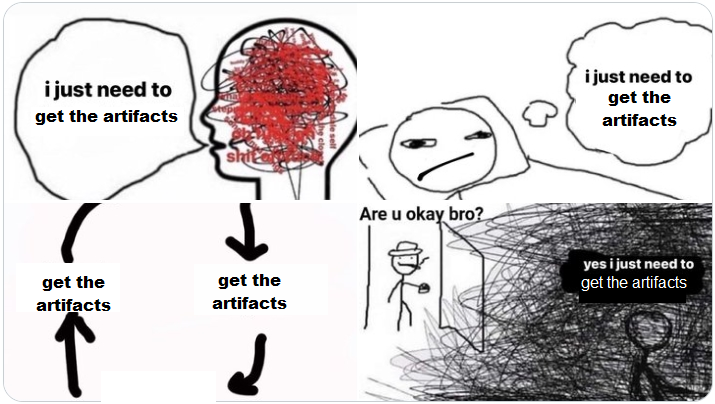 i just need to
get the artifacts
i just need to
get the
artifacts
get the
artifacts
get the
artifacts
Are u okay bro?
yes i just need to
get the artifacts